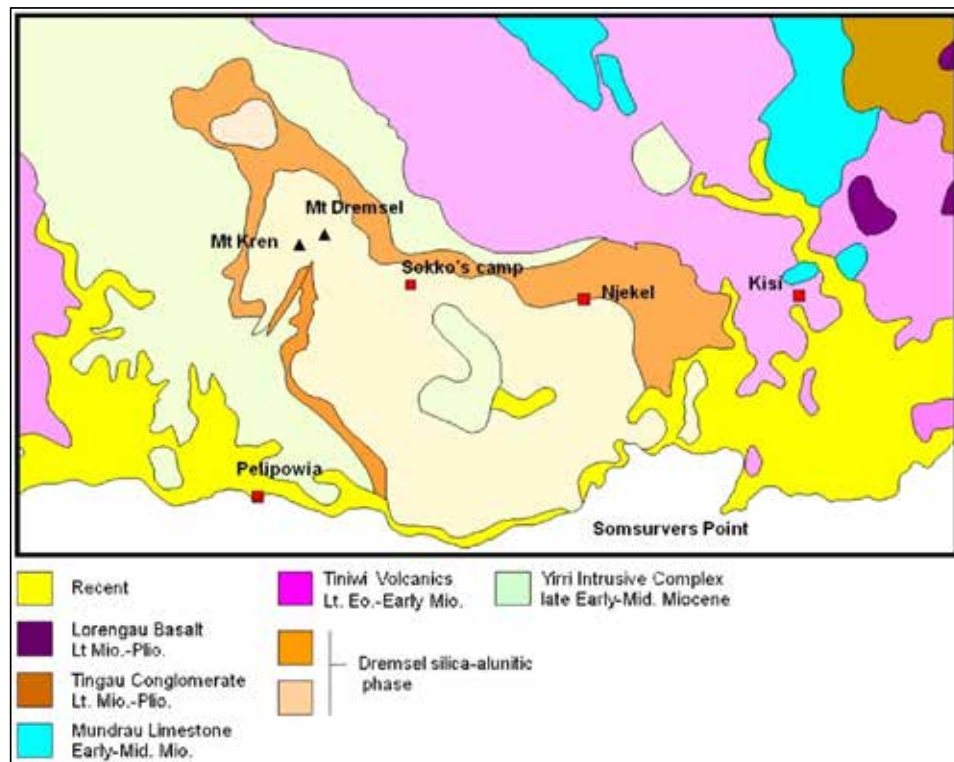 Mt Dremsel
Mt Kren
Sokko's camp
Njekel
Kisi
Pelipowia
Somsurvers Point
Recent
Lorengau Basalt
Lt Mio.-Plio.
Tingau Conglomerate
Lt. Mio.-Plio.
Mundrau Limestone
Early-Mid. Mio.
Tiniwi Volcanics
Lt. Eo.-Early Mio.
Dremsel silica-alunitic
phase
Yirri Intrusive Complex
late Early-Mid. Miocene